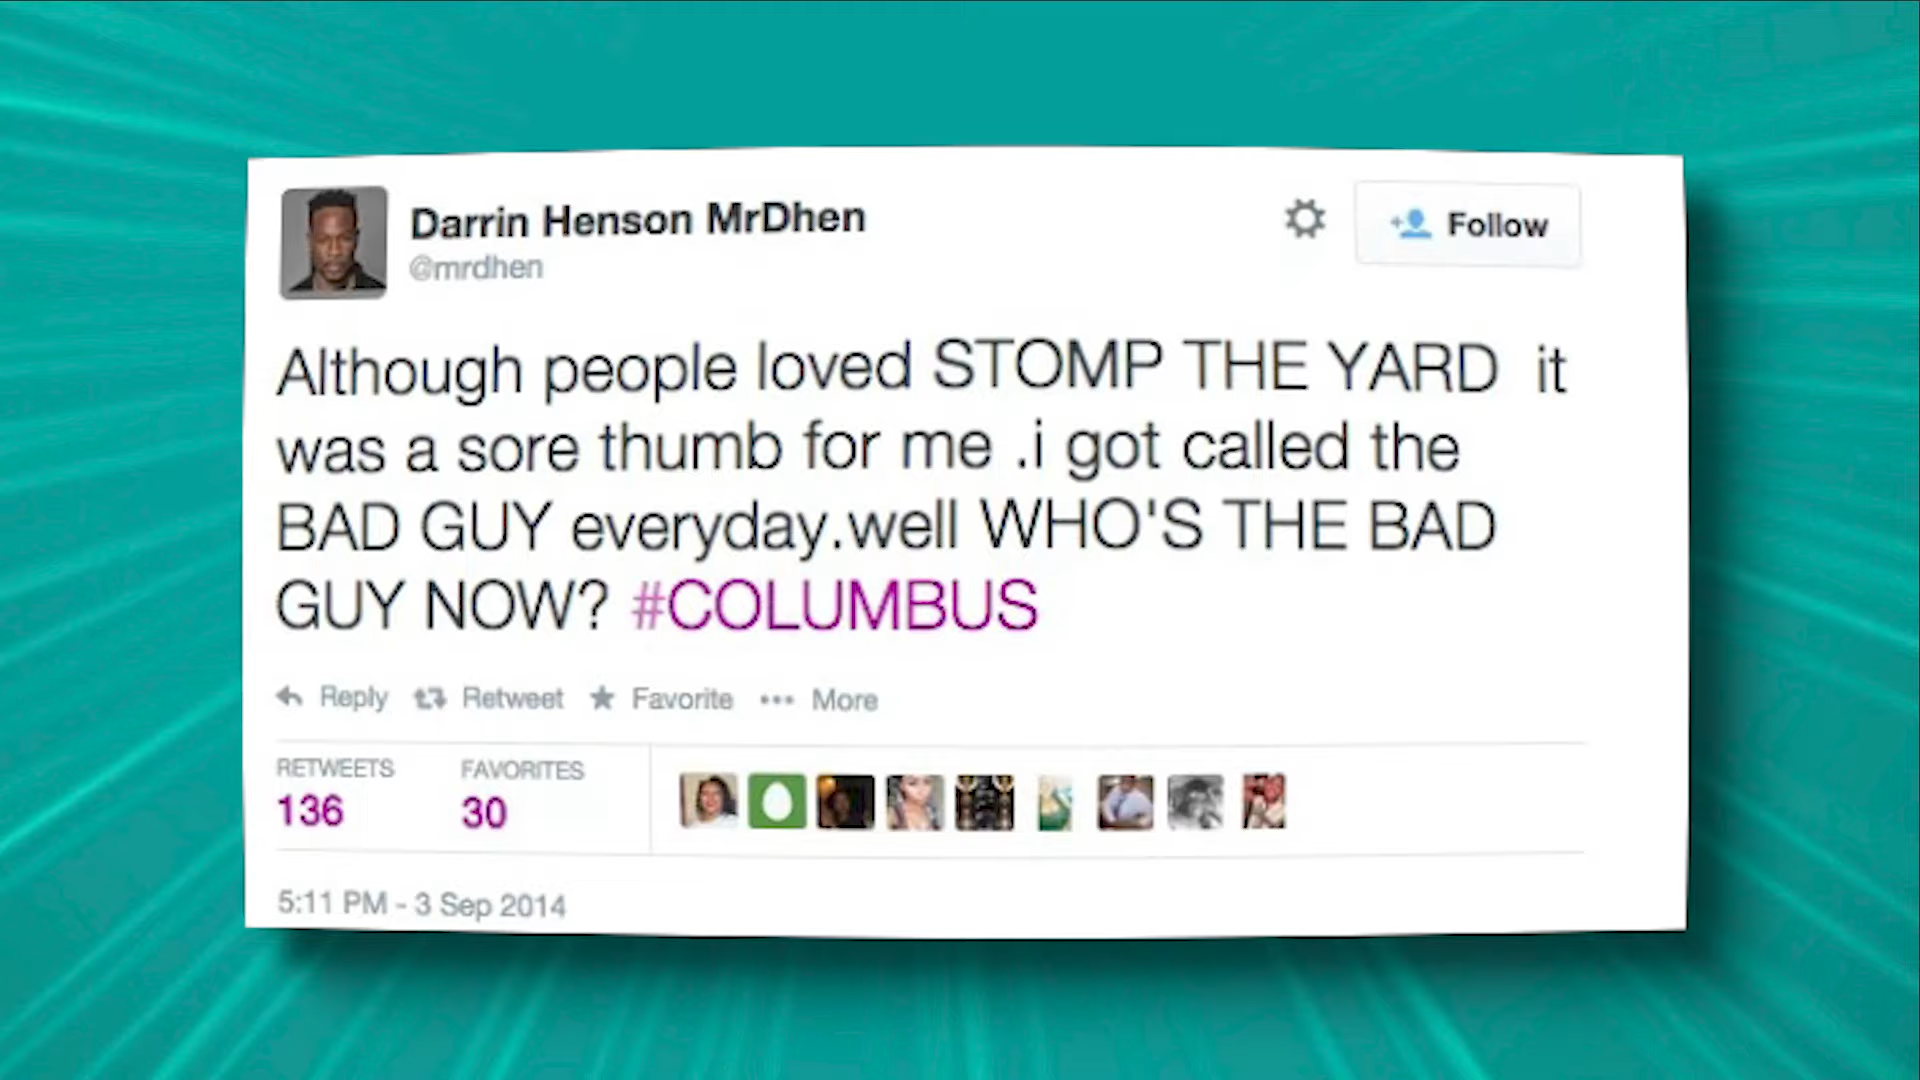 Darrin Henson MrDhen
@mrdhen
Follow
Although people loved STOMP THE YARD it
was a sore thumb for me .i got called the
BAD GUY everyday.well WHO'S THE BAD
GUY NOW? #COLUMBUS
Reply Retweet Favorite More
RETWEETS FAVORITES
136 30
5:11 PM - 3 Sep 2014